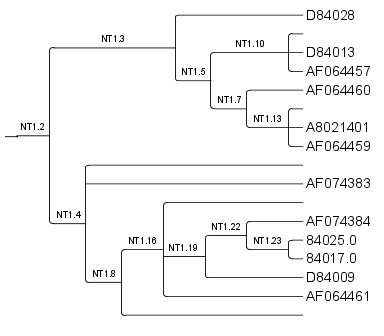 D84028
NT1.3
NT1.10
D84013
NT1.5
AF064457
AF064460
NT1.7
NT1.13
A8021401
NT1.2
AF064459
AF074383
NT1.4
AF074384
NT1.22
NT1.16
84025.0
NT1.19
NT1.23
84017.0
NT1.8
D84009
AF064461